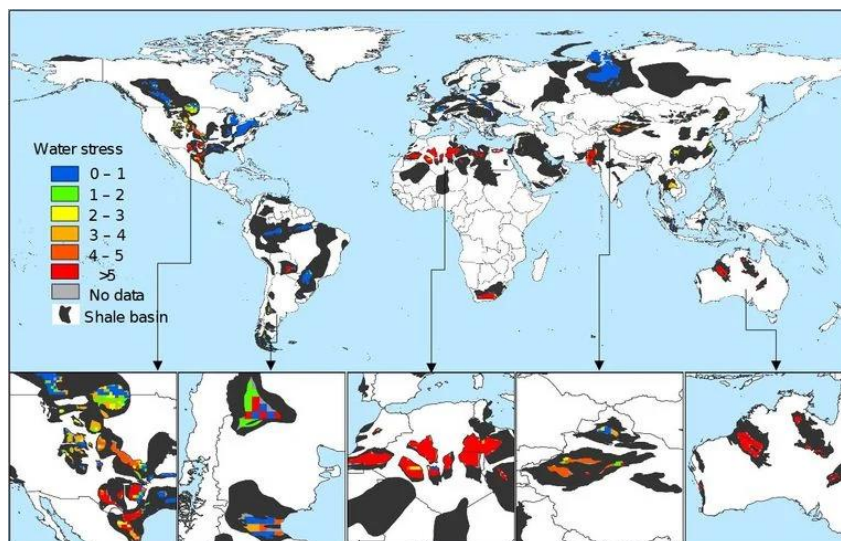 Water stress
0 – 1
1 – 2
2 – 3
3 – 4
4 – 5
>5
No data
Shale basin